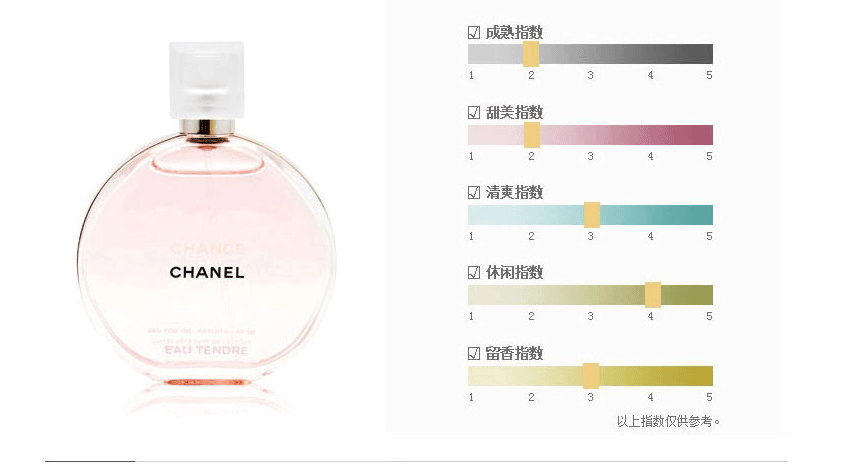 CHANCE
CHANEL
EAU TENDRE
成熟指数
1 2 3 4 5
甜美指数
1 2 3 4 5
清爽指数
1 2 3 4 5
休闲指数
1 2 3 4 5
留香指数
1 2 3 4 5
以上指数仅供参考。